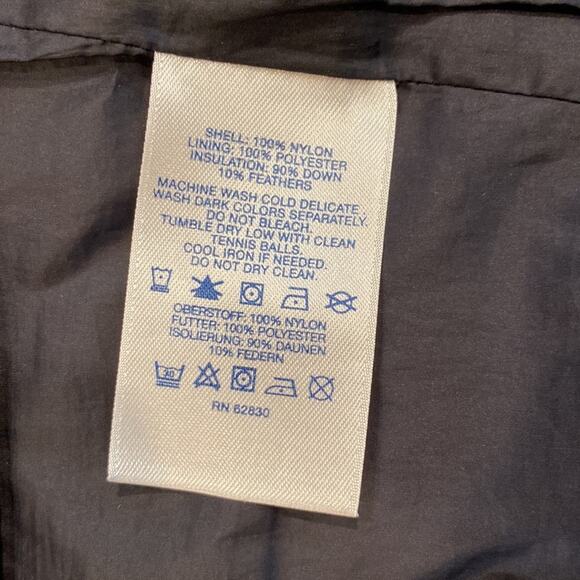 SHELL: 100% NYLON
LINING: 100% POLYESTER
INSULATION: 90% DOWN
10% FEATHERS
MACHINE WASH COLD DELICATE.
WASH DARK COLORS SEPARATELY.
DO NOT BLEACH.
TUMBLE DRY LOW WITH CLEAN
TENNIS BALLS.
COOL IRON IF NEEDED.
DO NOT DRY CLEAN.
OBERSTOFF: 100% NYLON
FUTTER: 100% POLYESTER
ISOLIERUNG: 90% DAUNEN
10% FEDERN
30
RN 62830